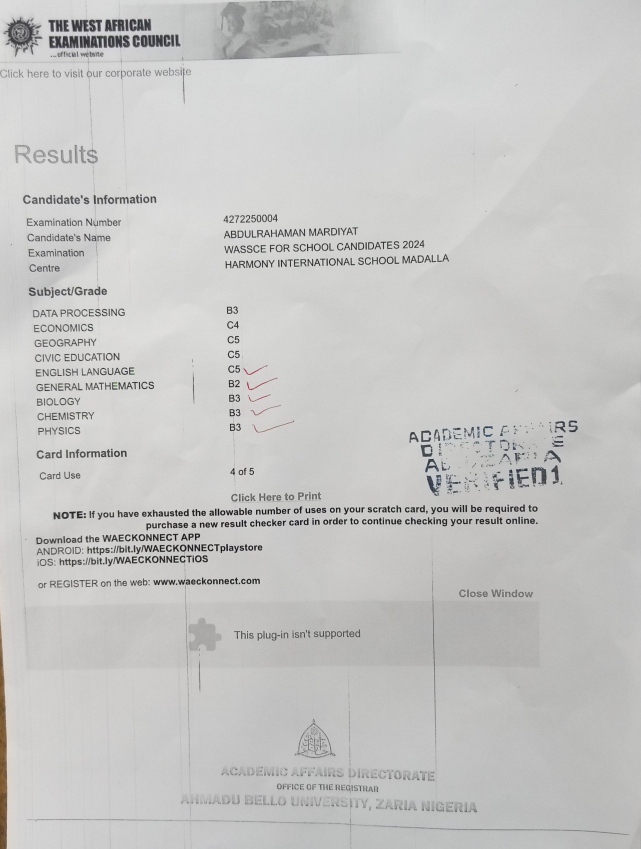 THE WEST AFRICAN
EXAMINATIONS COUNCIL
...official website
Click here to visit our corporate website
Results
Candidate's Information
Examination Number 4272250004
Candidate's Name ABDULRAHAMAN MARDIYAT
Examination WASSCE FOR SCHOOL CANDIDATES 2024
Centre HARMONY INTERNATIONAL SCHOOL MADALLA
Subject/Grade
DATA PROCESSING B3
ECONOMICS C4
GEOGRAPHY C5
CIVIC EDUCATION C5
ENGLISH LANGUAGE C5
GENERAL MATHEMATICS B2
BIOLOGY B3
CHEMISTRY B3
PHYSICS B3
ACADEMIC AFFAIRS
VERIFIED1
Card Information
Card Use 4 of 5
Click Here to Print
NOTE: If you have exhausted the allowable number of uses on your scratch card, you will be required to
purchase a new result checker card in order to continue checking your result online.
Download the WAECKONNECT APP
ANDROID: https://bit.ly/WAECKONNECTplaystore
iOS: https://bit.ly/WAECKONNECTiOS
or REGISTER on the web: www.waeckonnect.com
Close Window
This plug-in isn't supported
ACADEMIC AFFAIRS DIRECTORATE
OFFICE OF THE REGISTRAR
AHMADU BELLO UNIVERSITY, ZARIA NIGERIA